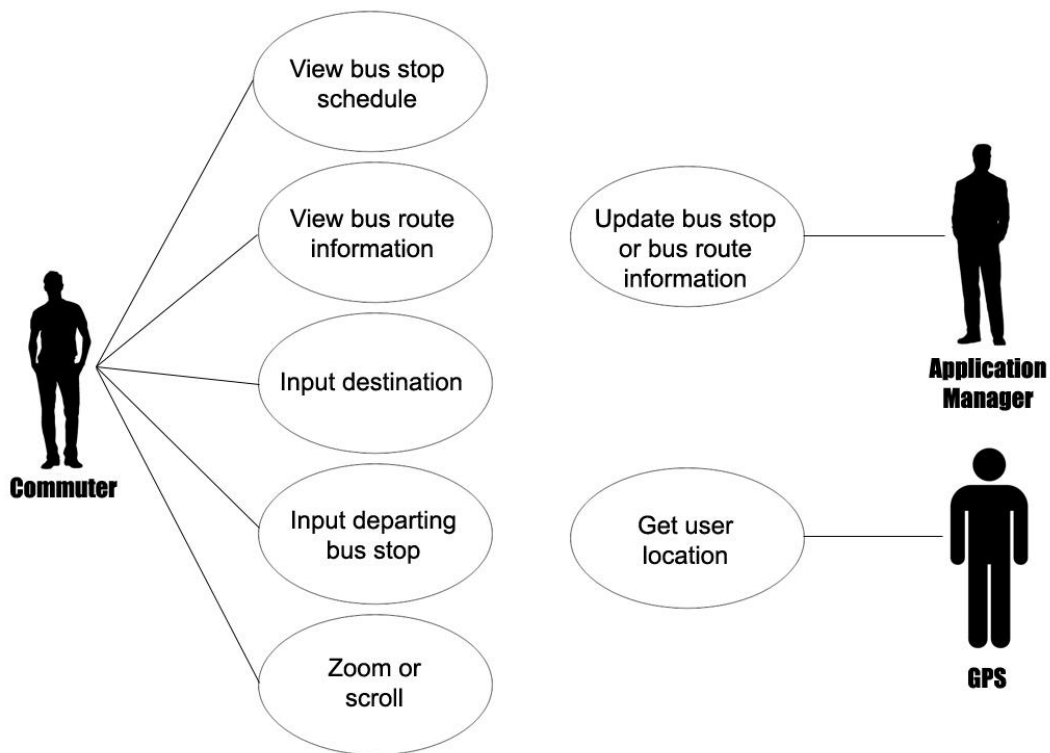 View bus stop
schedule
View bus route
information
Input destination
Input departing
bus stop
Zoom or
scroll
Commuter
Update bus stop
or bus route
information
Get user
location
Application
Manager
GPS